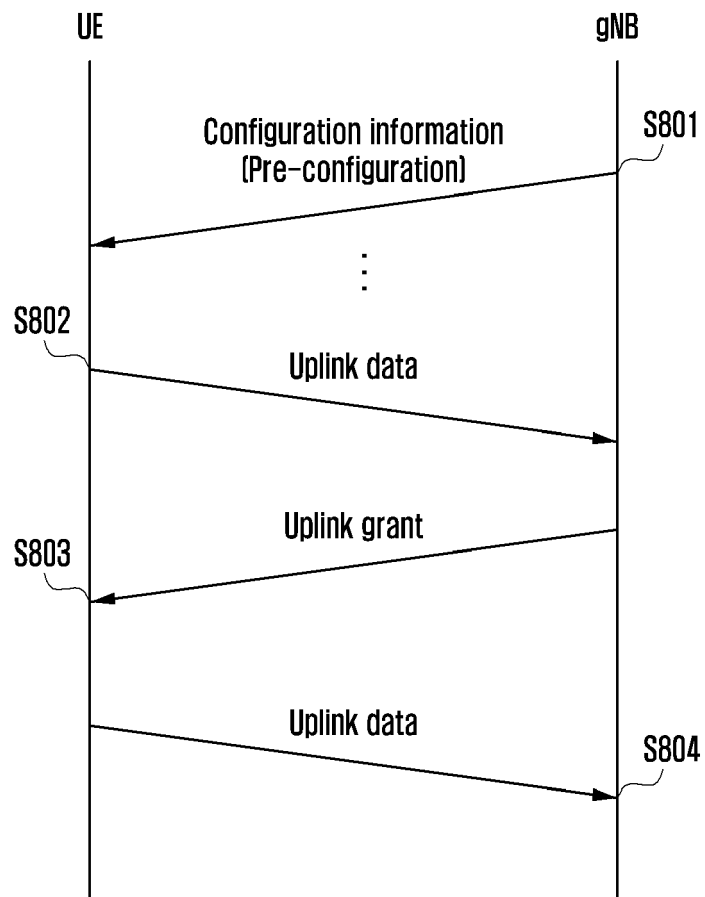 UE
gNB
S801
Configuration information
(Pre-configuration)
S802
Uplink data
Uplink grant
S803
Uplink data
S804